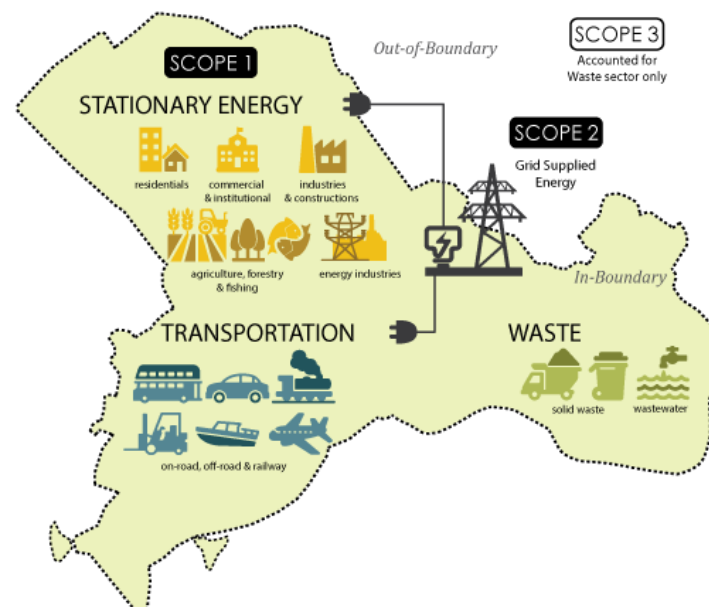 Out-of-Boundary
SCOPE 3
Accounted for
Waste sector only
SCOPE 1
STATIONARY ENERGY
SCOPE 2
Grid Supplied
Energy
residentials
commercial
& institutional
industries
& constructions
agriculture, forestry
& fishing
energy industries
In-Boundary
TRANSPORTATION
WASTE
solid waste
wastewater
on-road, off-road & railway